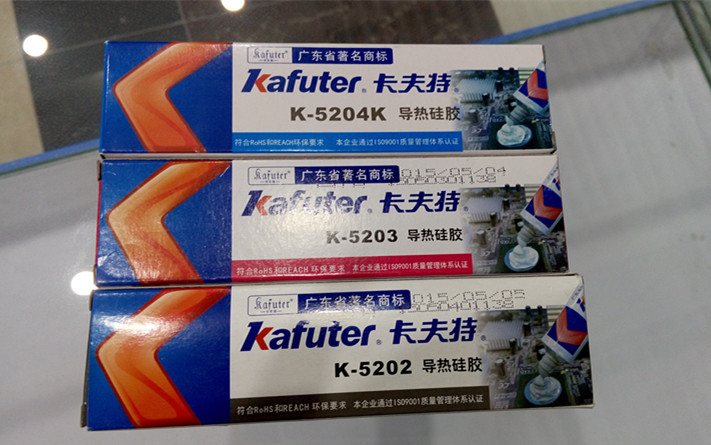 Kafuter
广东省著名商标
Kafuter®卡夫特®
K-5204K 导热硅胶
符合RoHS和REACH环保要求 本企业通过ISO9001质量管理体系认证
Kafuter
广东省著名商标
015/05/04
Kafuter®卡夫特®
K-5203 导热硅胶
符合RoHS和REACH 环保要求 本企业通过ISO9001质量管理体系认证
Kafuter
广东省著名商标
015/05/05
Kafuter®卡夫特®
K-5202 导热硅胶
符合RoHS和REACH 环保要求 本企业通过ISO9001质量管理体系认证